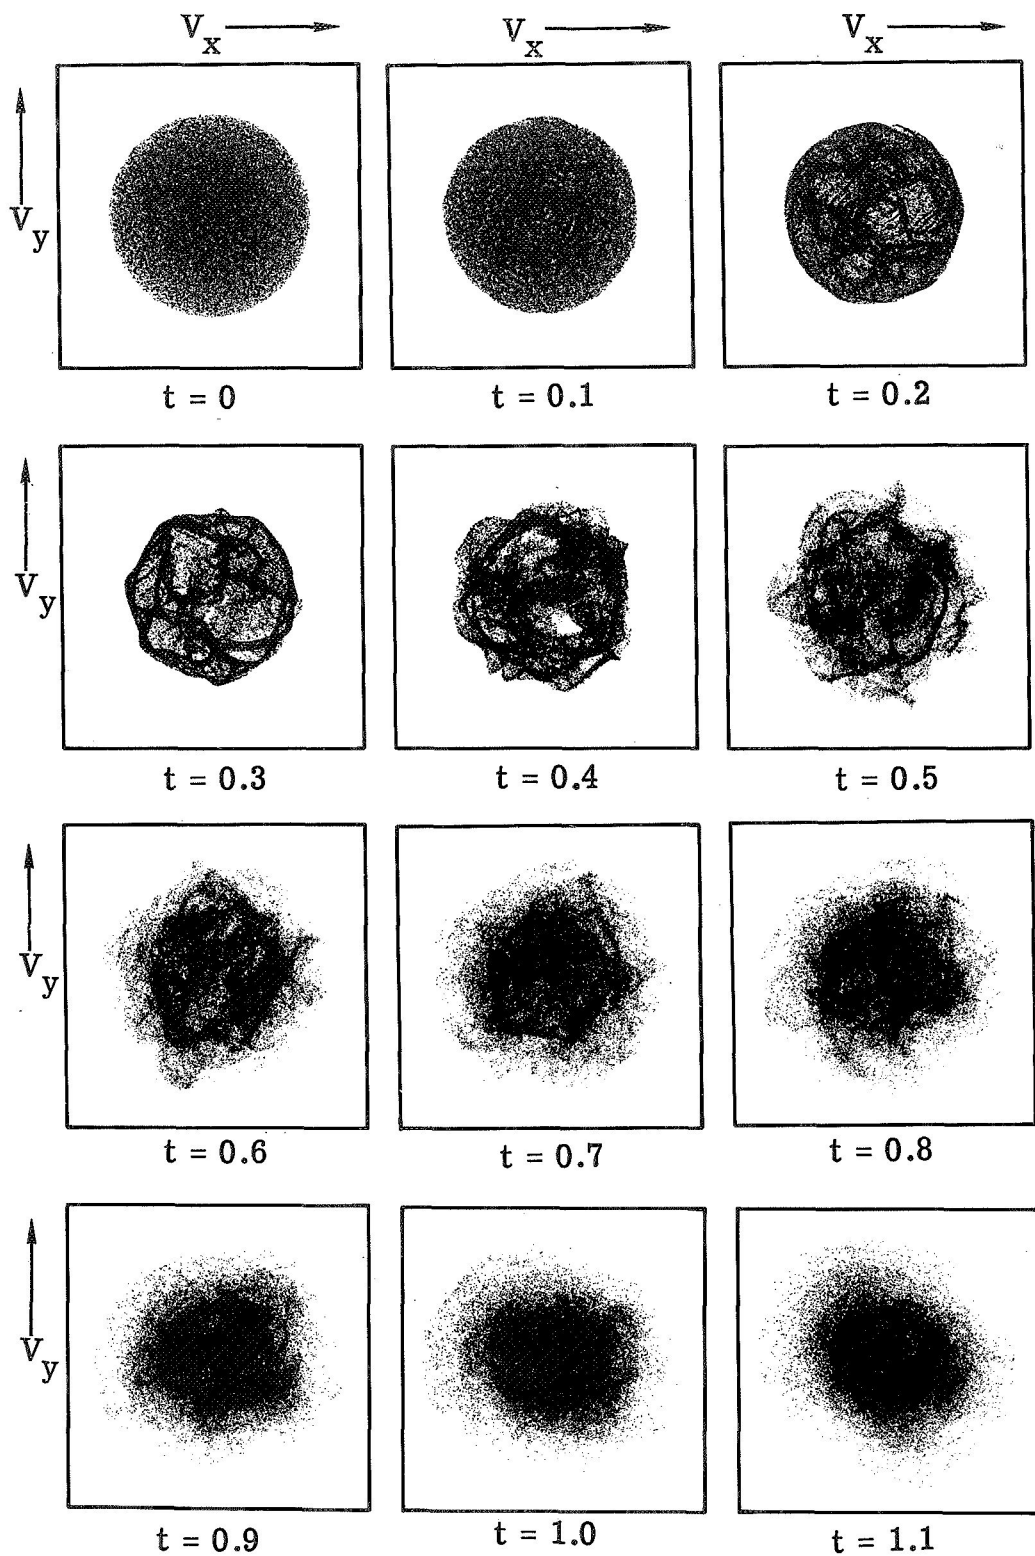 Vx Vx Vx
Vy
t = 0 t = 0.1 t = 0.2
Vy
t = 0.3 t = 0.4 t = 0.5
Vy
t = 0.6 t = 0.7 t = 0.8
Vy
t = 0.9 t = 1.0 t = 1.1